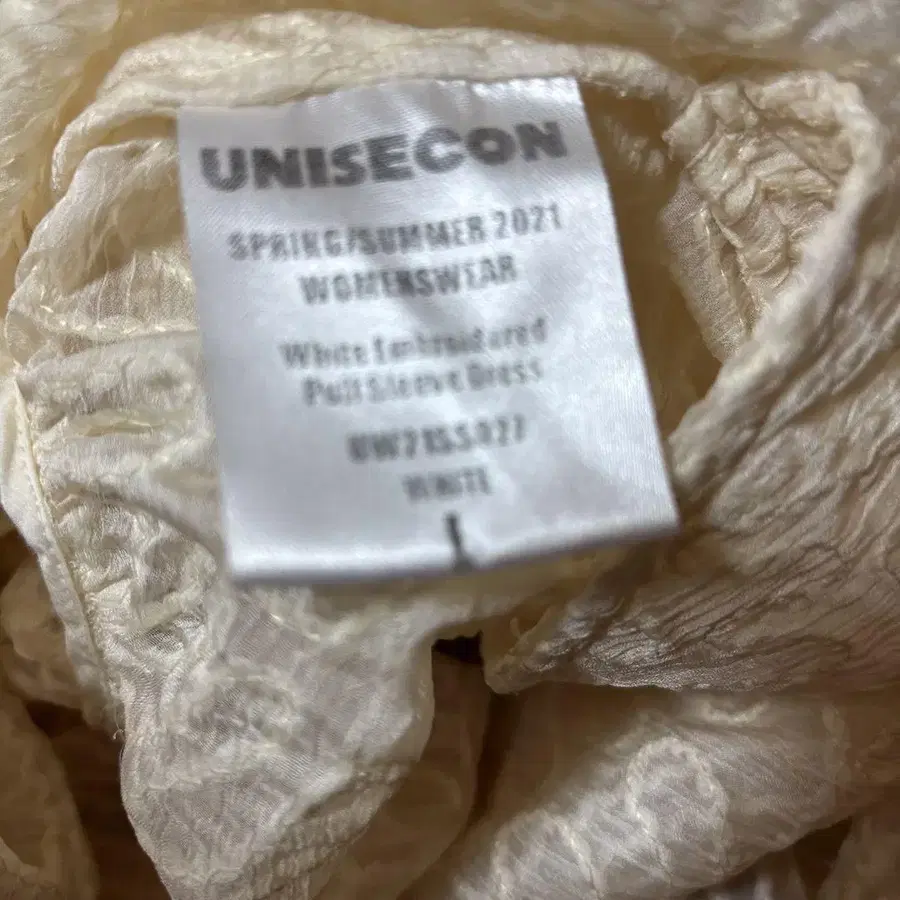 UNISECON
SPRING/SUMMER 2021
WOMENSWEAR
White Embroidered
Puff Sleeve Dress
WHITE